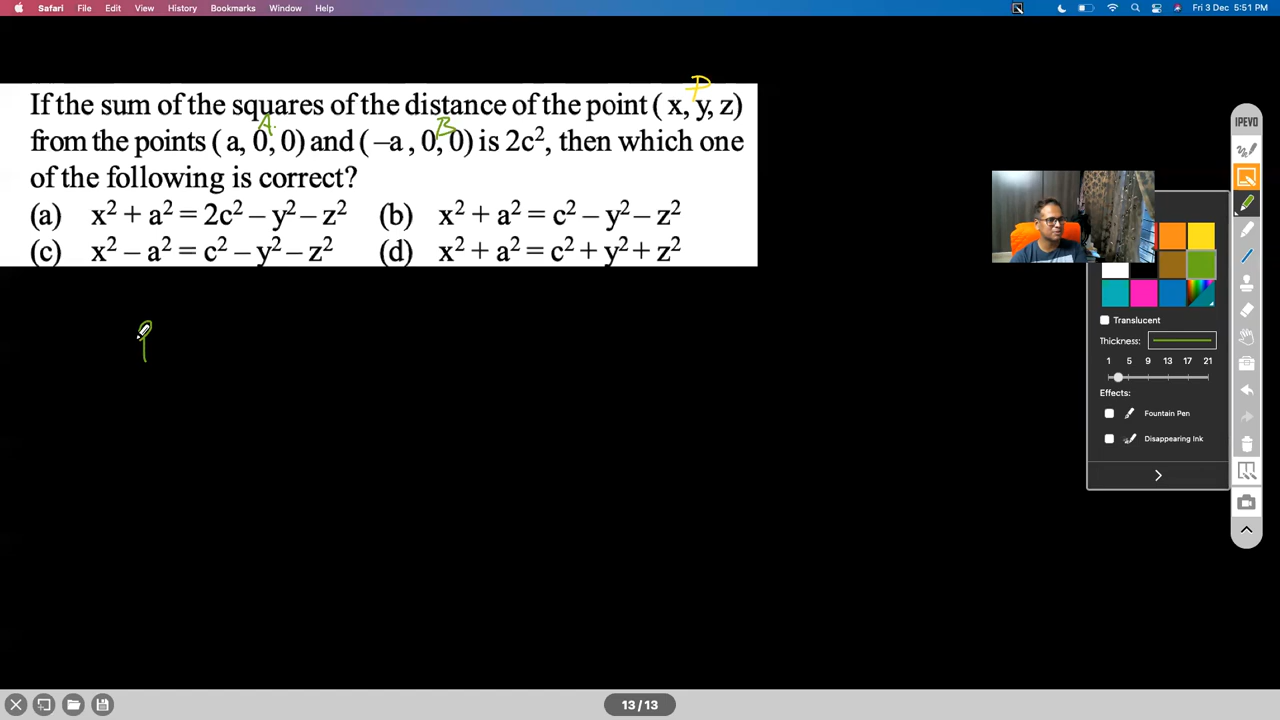 Safari File Edit View History Bookmarks Window Help Fri 3 Dec 5:51 PM
P
If the sum of the squares of the distance of the point ( x, y, z)
A B
from the points ( a, 0, 0) and ( –a , 0, 0) is 2c², then which one
of the following is correct?
(a) x² + a² = 2c² – y² – z² (b) x² + a² = c² – y² – z²
(c) x² – a² = c² – y² – z² (d) x² + a² = c² + y² + z²
IPEVO
Translucent
Thickness:
1 5 9 13 17 21
Effects:
Fountain Pen
Disappearing Ink
13 / 13